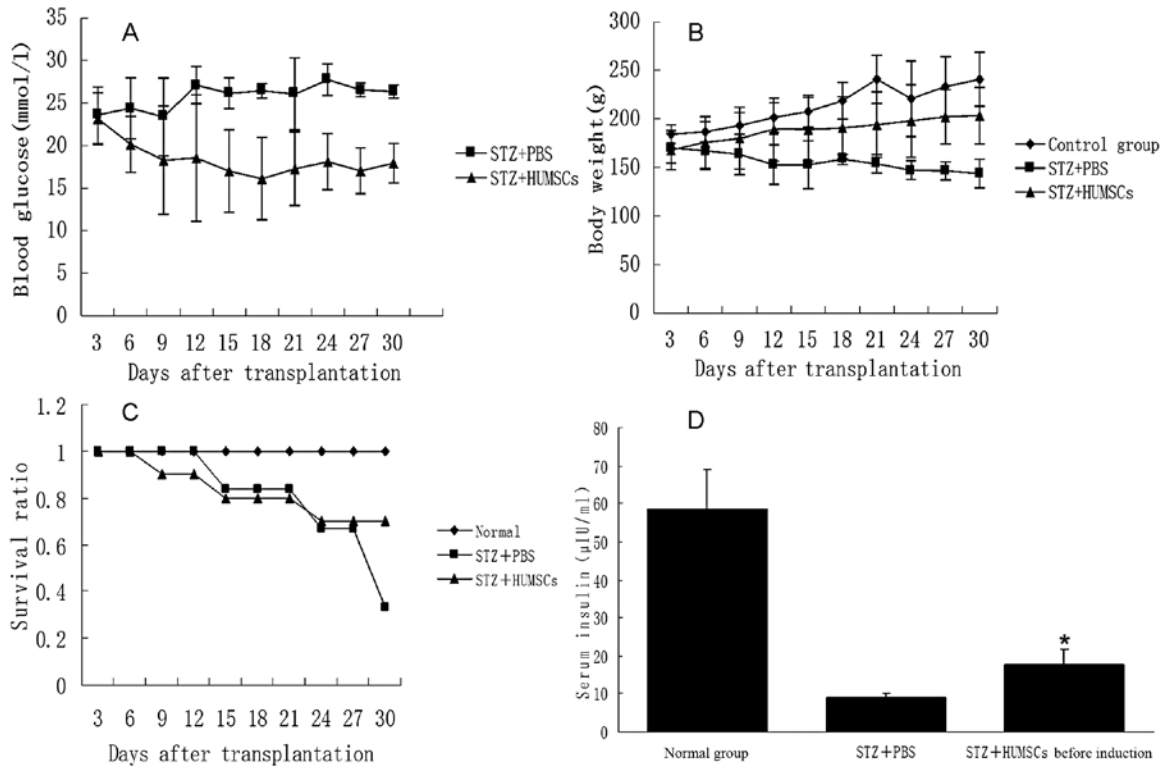 A
Blood glucose(mmol/l)
35
30
25
20
15
10
5
0
3 6 9 12 15 18 21 24 27 30
Days after transplantation
STZ+PBS
STZ+HUMSCs
B
Body weight(g)
300
250
200
150
100
50
0
3 6 9 12 15 18 21 24 27 30
Days after transplantation
Control group
STZ+PBS
STZ+HUMSCs
C
Survival ratio
1.2
1
0.8
0.6
0.4
0.2
0
3 6 9 12 15 18 21 24 27 30
Days after transplantation
Normal
STZ+PBS
STZ+HUMSCs
D
Serum insulin (μIU/ml)
80
70
60
50
40
30
20
10
0
*
Normal group STZ+PBS STZ+HUMSCs before induction